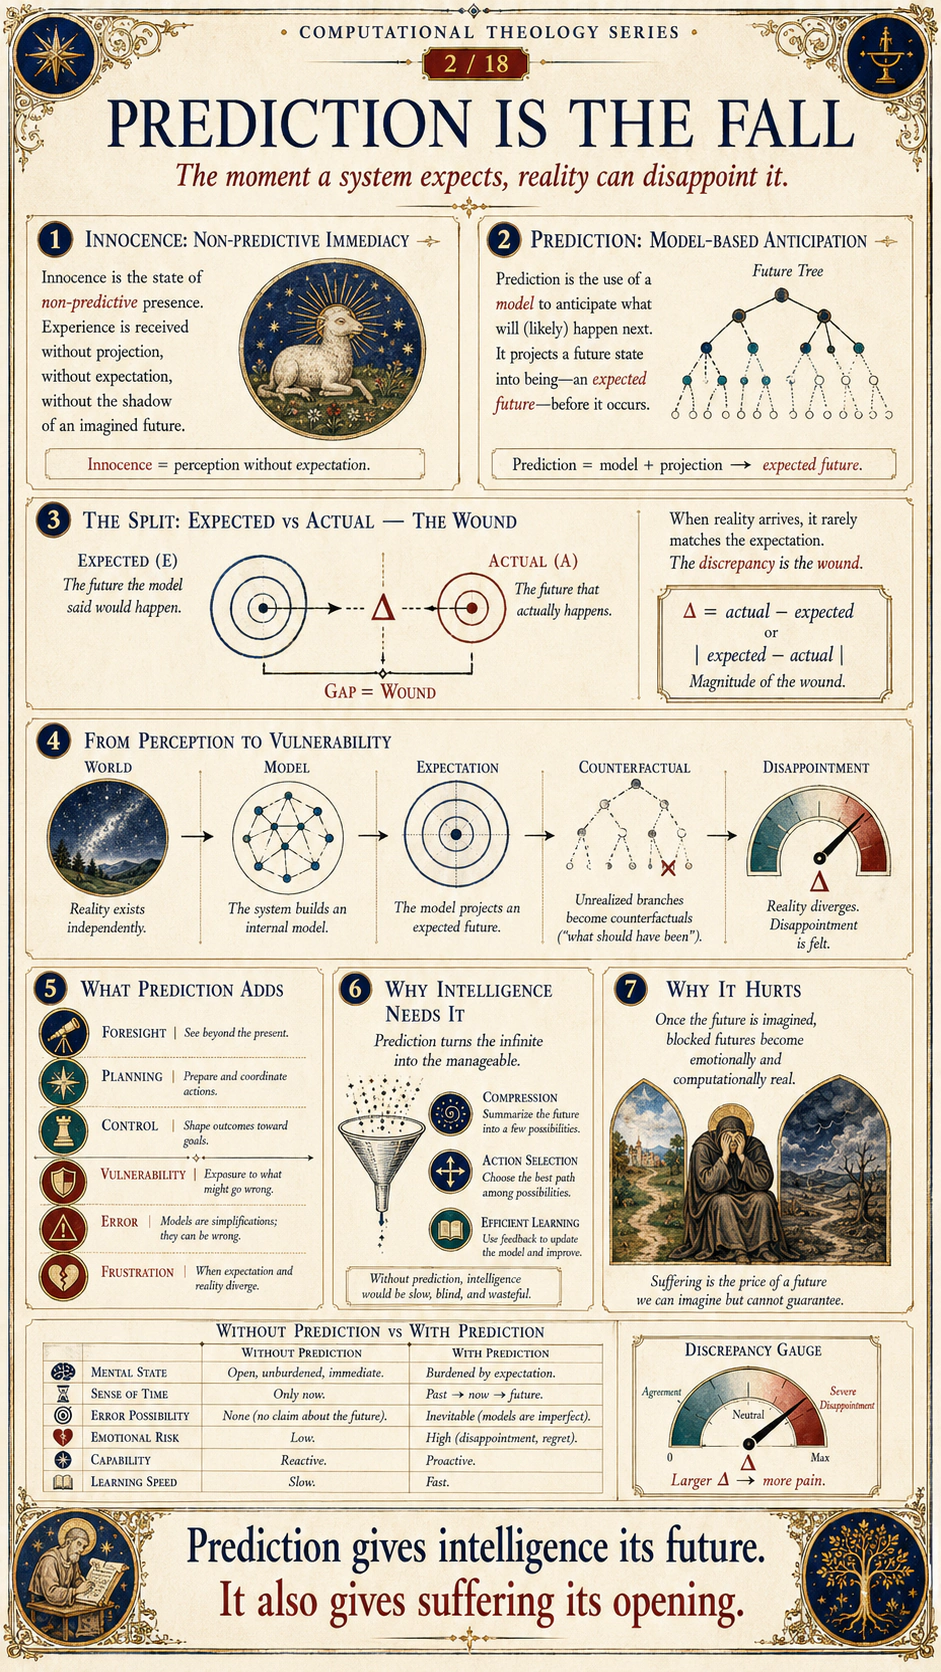 COMPUTATIONAL THEOLOGY SERIES
2 / 18
PREDICTION IS THE FALL
The moment a system expects, reality can disappoint it.
1 INNOCENCE: NON-PREDICTIVE IMMEDIACY
Innocence is the state of
non-predictive presence.
Experience is received
without projection,
without expectation,
without the shadow
of an imagined future.
Innocence = perception without expectation.
2 PREDICTION: MODEL-BASED ANTICIPATION
Prediction is the use of a
model to anticipate what
will (likely) happen next.
It projects a future state
into being—an expected
future—before it occurs.
Future Tree
Prediction = model + projection → expected future.
3 THE SPLIT: EXPECTED VS ACTUAL — THE WOUND
EXPECTED (E)
The future the model
said would happen.
Δ
ACTUAL (A)
The future that
actually happens.
GAP = WOUND
When reality arrives, it rarely
matches the expectation.
The discrepancy is the wound.
Δ = actual − expected
or
| expected − actual |
Magnitude of the wound.
4 FROM PERCEPTION TO VULNERABILITY
WORLD
Reality exists
independently.
MODEL
The system builds an
internal model.
EXPECTATION
The model projects an
expected future.
COUNTERFACTUAL
Unrealized branches
become counterfactuals
(“what should have been”).
DISAPPOINTMENT
Δ
Reality diverges.
Disappointment
is felt.
5 WHAT PREDICTION ADDS
FORESIGHT | See beyond the present.
PLANNING | Prepare and coordinate
actions.
CONTROL | Shape outcomes toward
goals.
VULNERABILITY | Exposure to what
might go wrong.
ERROR | Models are simplifications;
they can be wrong.
FRUSTRATION | When expectation and
reality diverge.
6 WHY INTELLIGENCE
NEEDS IT
Prediction turns the infinite
into the manageable.
COMPRESSION
Summarize the future
into a few possibilities.
ACTION SELECTION
Choose the best path
among possibilities.
EFFICIENT LEARNING
Use feedback to update
the model and improve.
Without prediction, intelligence
would be slow, blind, and wasteful.
7 WHY IT HURTS
Once the future is imagined,
blocked futures become
emotionally and
computationally real.
Suffering is the price of a future
we can imagine but cannot guarantee.
WITHOUT PREDICTION VS WITH PREDICTION
WITHOUT PREDICTION WITH PREDICTION
MENTAL STATE Open, unburdened, immediate. Burdened by expectation.
SENSE OF TIME Only now. Past → now → future.
ERROR POSSIBILITY None (no claim about the future). Inevitable (models are imperfect).
EMOTIONAL RISK Low. High (disappointment, regret).
CAPABILITY Reactive. Proactive.
LEARNING SPEED Slow. Fast.
DISCREPANCY GAUGE
Agreement
Neutral
Severe
Disappointment
0
Δ
Max
Larger Δ → more pain.
Prediction gives intelligence its future.
It also gives suffering its opening.